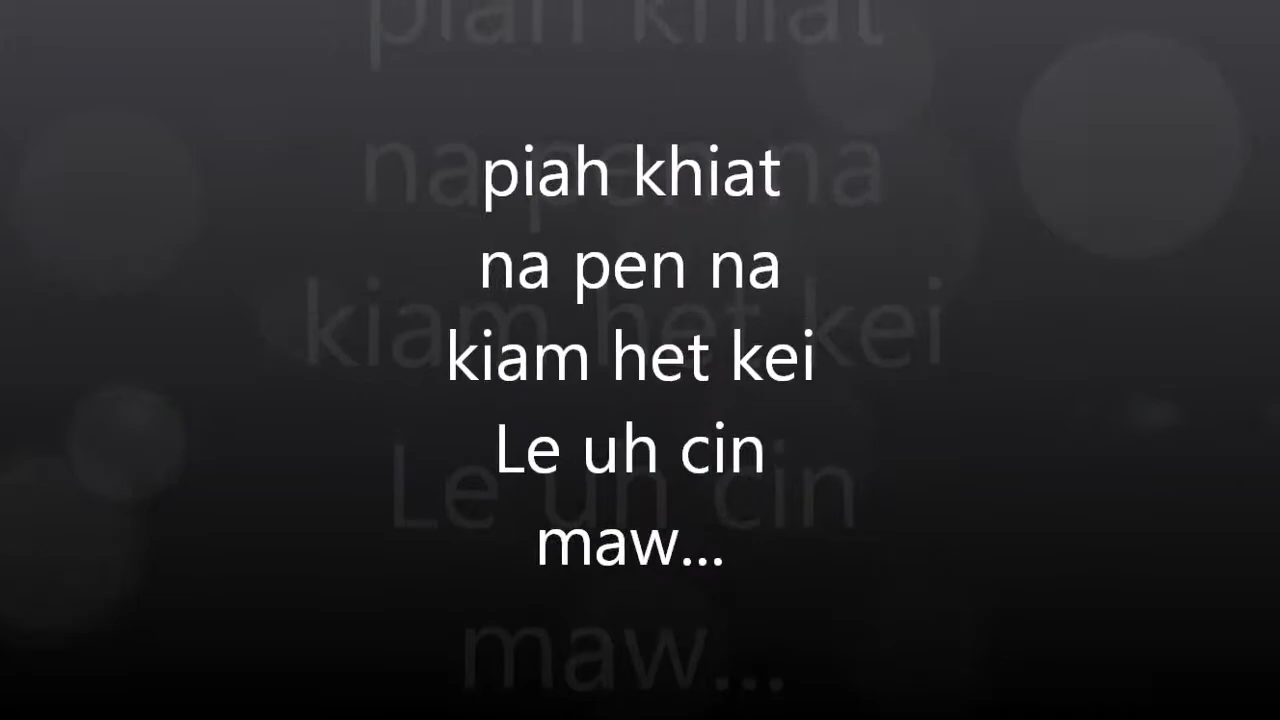 piah khiat
na pen na
kiam het kei
Le uh cin
maw...